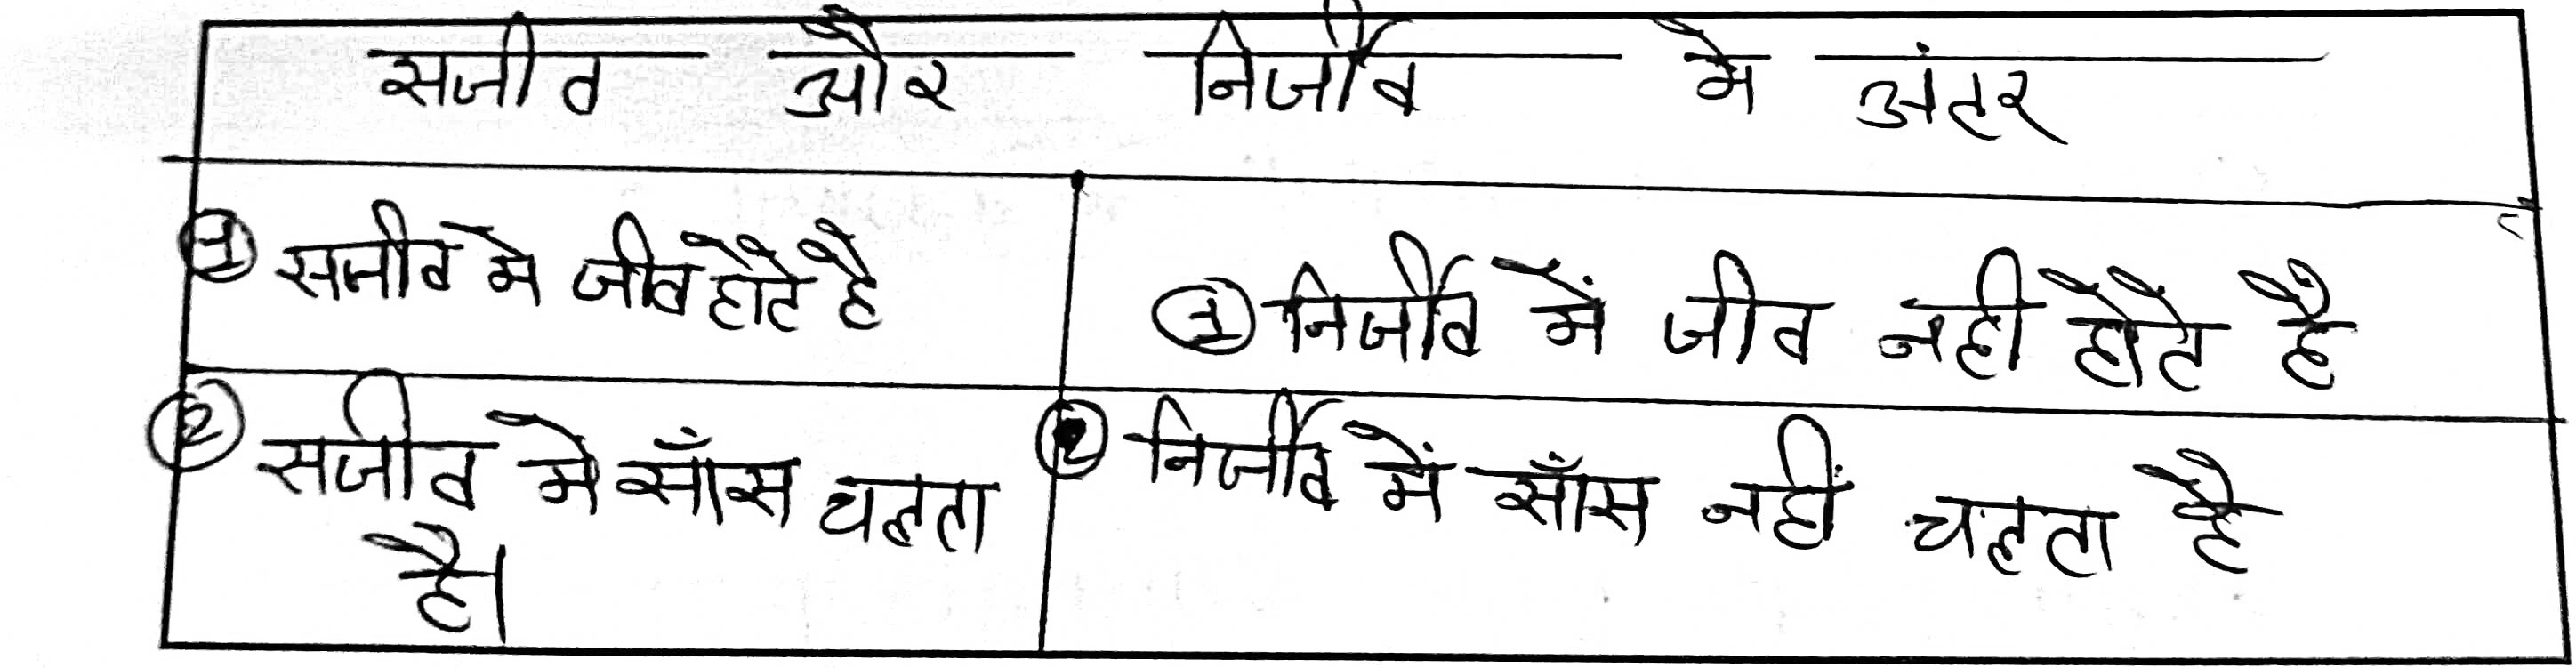 सजीव और निर्जीव मे अंतर
① सजीव मे जीव होते है
① निर्जीव में जीव नही होते है
② सजीव मे साँस चलता
है।
② निर्जीव में साँस नहीं चलता है